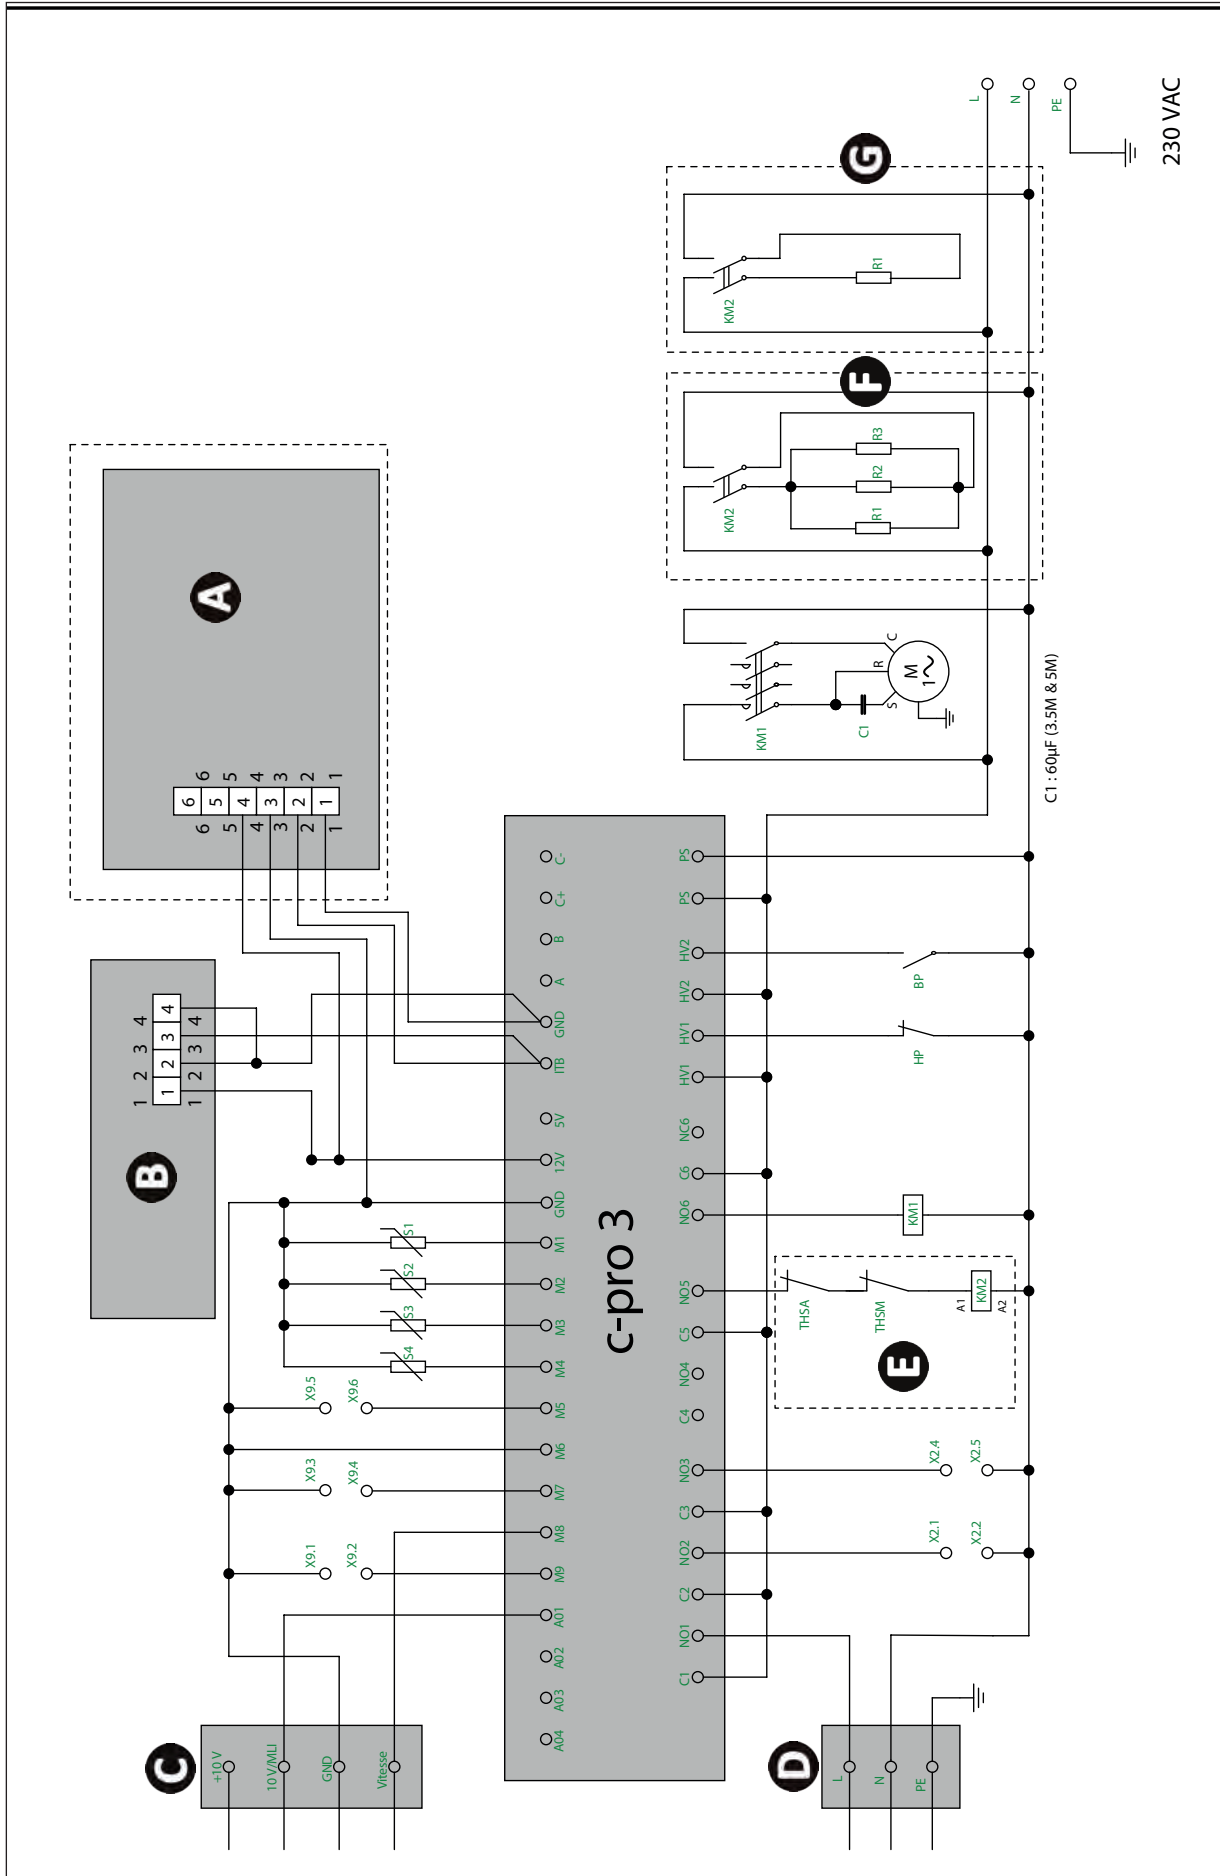 C
+10 V
10 V/MLI
GND
Vitesse
B
1 2 3 4
1 2 3 4
1 2 3 4
A
6 6 6
5 5 5
4 4 4
3 3 3
2 2 2
1 1 1
X9.1
X9.2
X9.3
X9.4
X9.5
X9.6
S4
S3
S2
S1
A04 A03 A02 A01 M9 M8 M7 M6 M5 M4 M3 M2 M1 GND 12V 5V ITB GND A B C+ C-
c-pro 3
C1 NO1 C2 NO2 C3 NO3 C4 NO4 C5 NO5 NO6 C6 NC6 HV1 HV1 HV2 HV2 PS PS
D
L
N
PE
X2.1
X2.2
X2.4
X2.5
E
THSA
THSM
A1
KM2
A2
KM1
HP
BP
KM1
C1
S
R
C
M
1
C1 : 60µF (3.5M & 5M)
F
KM2
R1
R2
R3
G
KM2
R1
L
N
PE
230 VAC